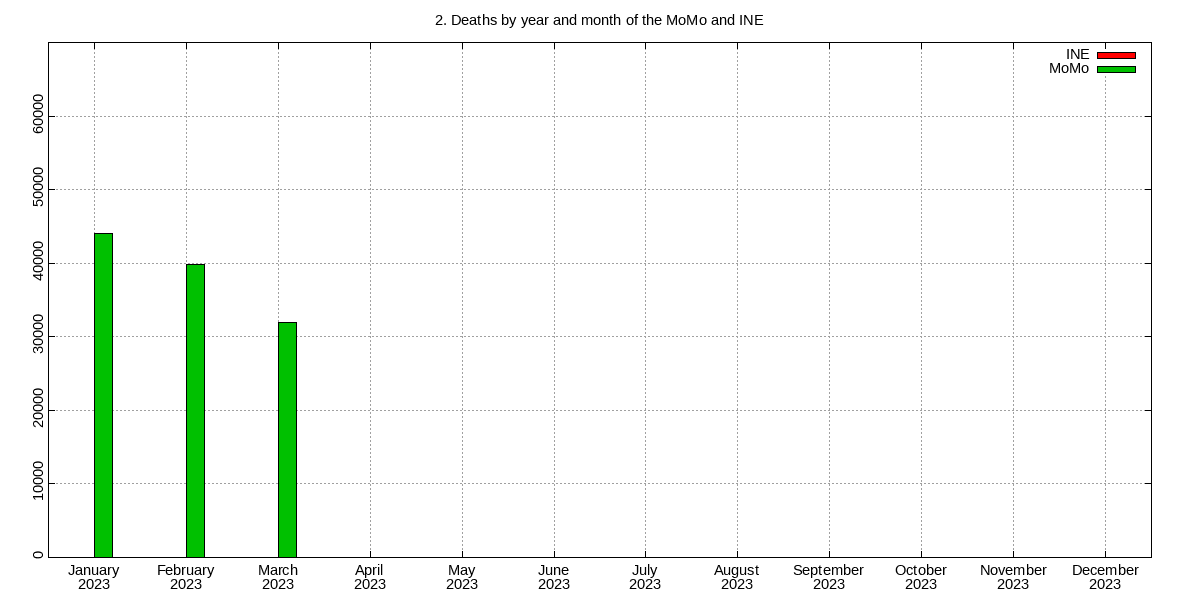 2. Deaths by year and month of the MoMo and INE
INE
MoMo
60000
50000
40000
30000
20000
10000
0
January February March April May June July August September October November December
2023 2023 2023 2023 2023 2023 2023 2023 2023 2023 2023 2023